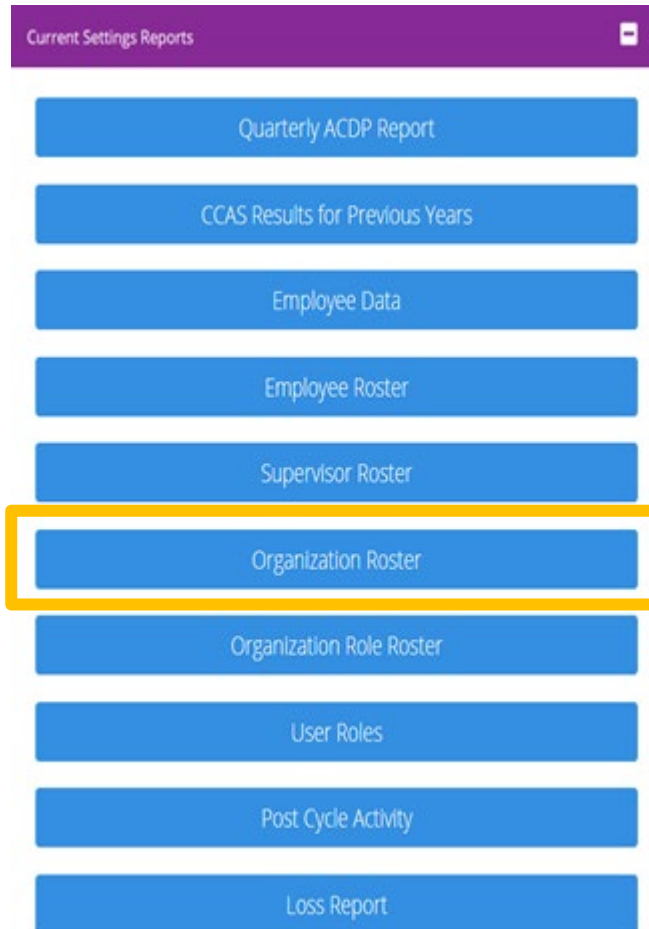 Current Settings Reports
Quarterly ACDP Report
CCAS Results for Previous Years
Employee Data
Employee Roster
Supervisor Roster
Organization Roster
Organization Role Roster
User Roles
Post Cycle Activity
Loss Report